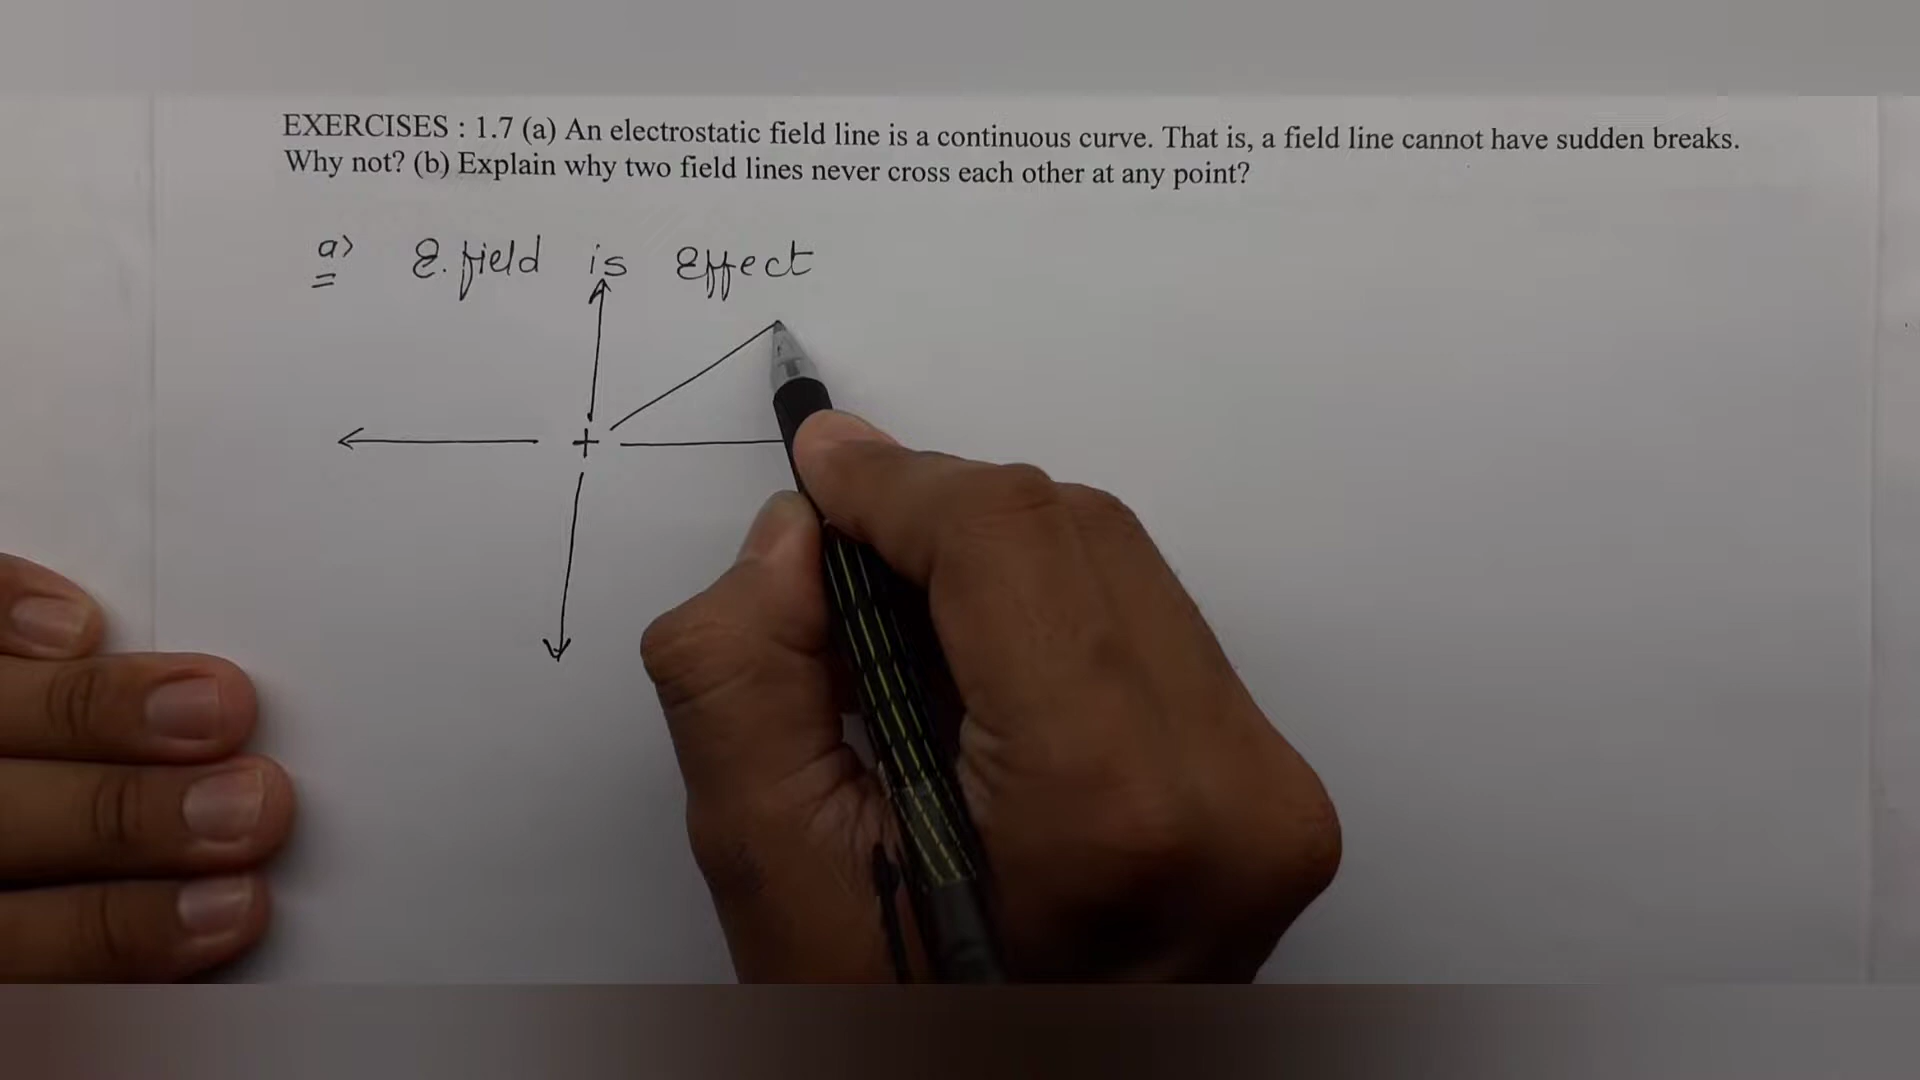 EXERCISES : 1.7 (a) An electrostatic field line is a continuous curve. That is, a field line cannot have sudden breaks.
Why not? (b) Explain why two field lines never cross each other at any point?
a) E. field is Effect
+